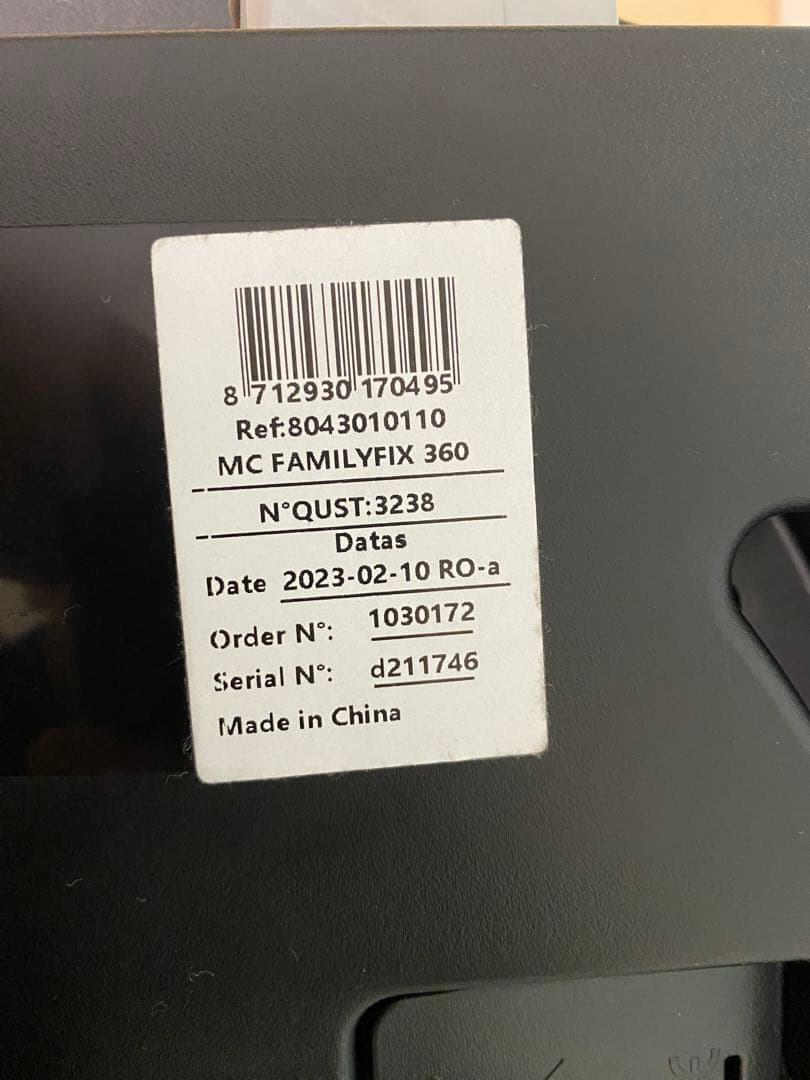 8 712930 170495
Ref:8043010110
MC FAMILYFIX 360
N°QUST:3238
Datas
Date 2023-02-10 RO-a
Order N°: 1030172
Serial N°: d211746
Made in China